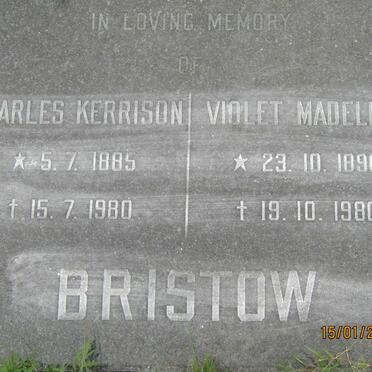 IN LOVING MEMORY
OF
ARLES KERRISON VIOLET MADEL
★ 5. 7. 1885 ★ 23. 10. 189
† 15. 7. 1980 † 19. 10. 1980
BRISTOW
15/01/2